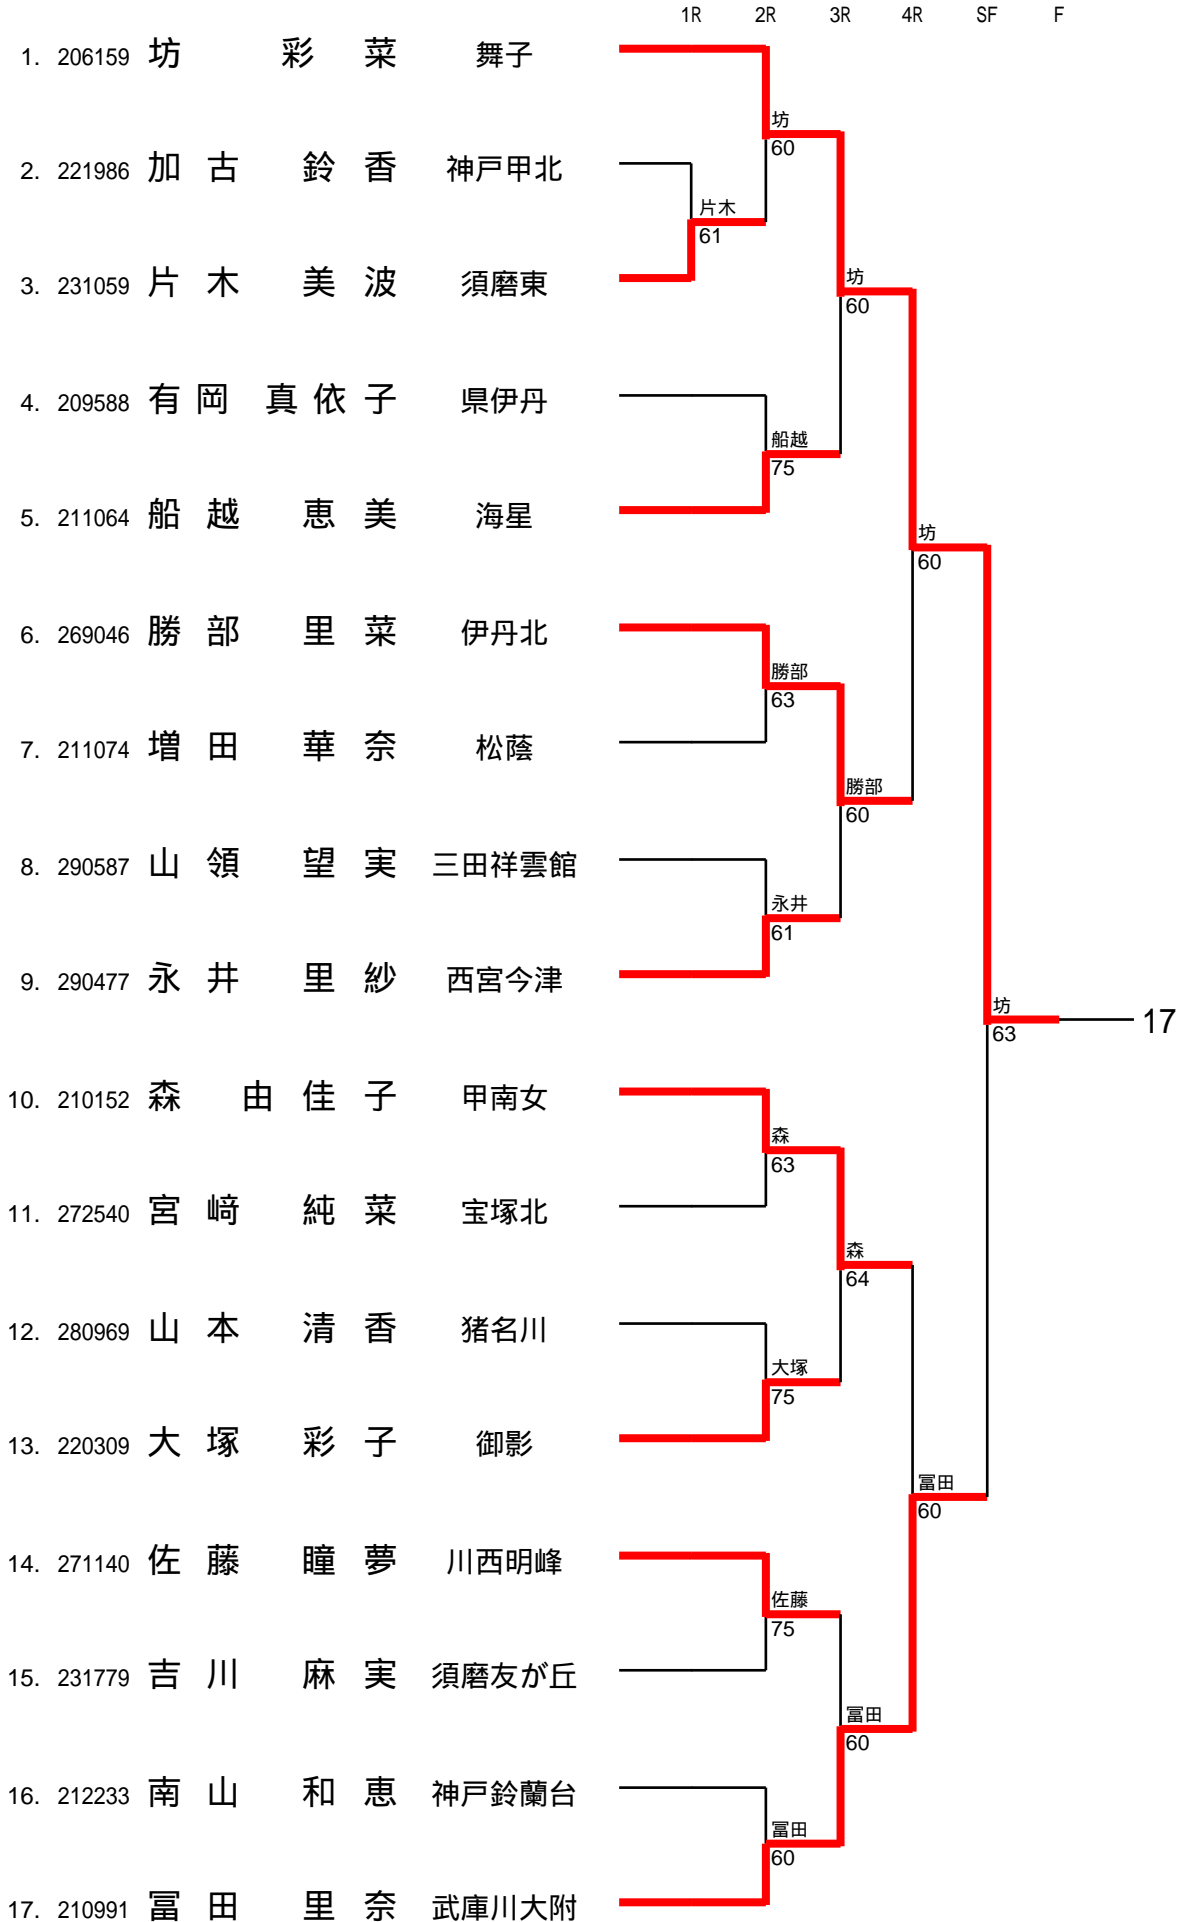 1R 2R 3R 4R SF F
1. 206159 坊 彩 菜 舞子
坊
60
2. 221986 加 古 鈴 香 神戸甲北
片木
61
3. 231059 片 木 美 波 須磨東
坊
60
4. 209588 有 岡 真 依 子 県伊丹
船越
75
5. 211064 船 越 恵 美 海星
坊
60
6. 269046 勝 部 里 菜 伊丹北
勝部
63
7. 211074 増 田 華 奈 松蔭
勝部
60
8. 290587 山 領 望 実 三田祥雲館
永井
61
9. 290477 永 井 里 紗 西宮今津
坊
63
17
10. 210152 森 由 佳 子 甲南女
森
63
11. 272540 宮 﨑 純 菜 宝塚北
森
64
12. 280969 山 本 清 香 猪名川
大塚
75
13. 220309 大 塚 彩 子 御影
冨田
60
14. 271140 佐 藤 瞳 夢 川西明峰
佐藤
75
15. 231779 吉 川 麻 実 須磨友が丘
冨田
60
16. 212233 南 山 和 恵 神戸鈴蘭台
冨田
60
17. 210991 冨 田 里 奈 武庫川大附